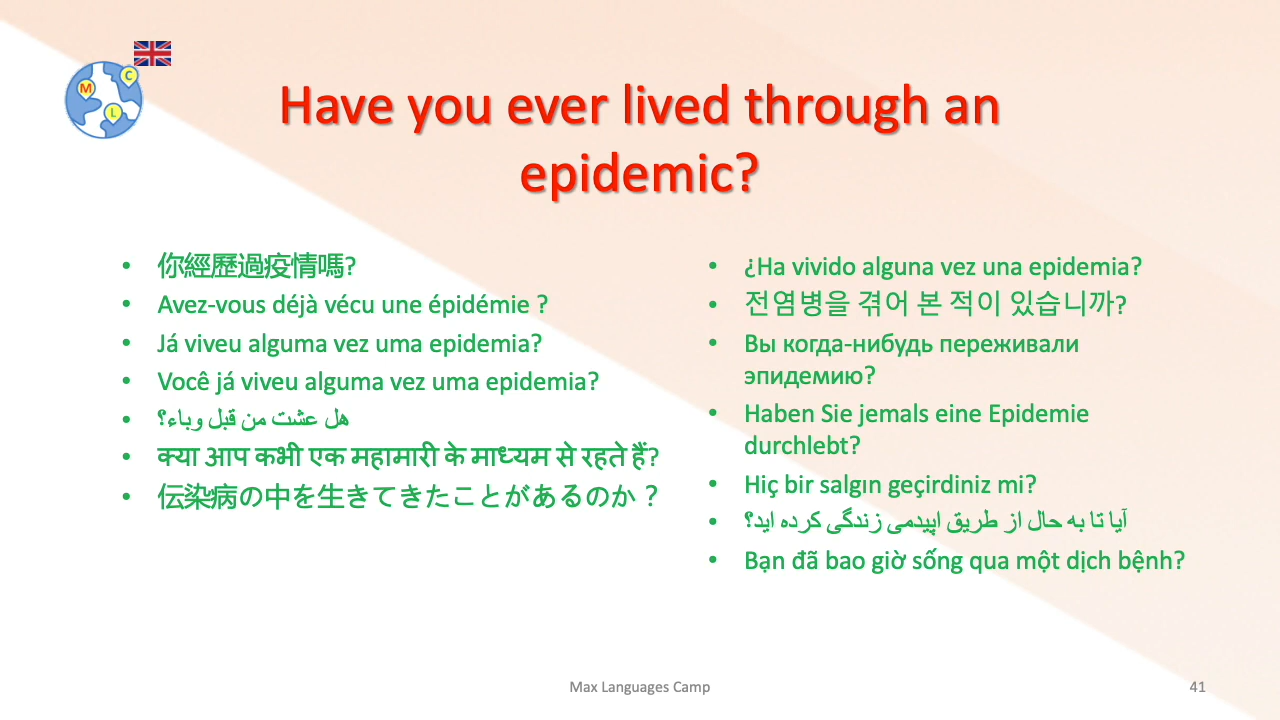 M
C
L
Have you ever lived through an
epidemic?
• 你經歷過疫情嗎?
• Avez-vous déjà vécu une épidémie ?
• Já viveu alguma vez uma epidemia?
• Você já viveu alguma vez uma epidemia?
• هل عشت من قبل وباء؟
• क्या आप कभी एक महामारी के माध्यम से रहते हैं?
• 伝染病の中を生きてきたことがあるのか？
• ¿Ha vivido alguna vez una epidemia?
• 전염병을 겪어 본 적이 있습니까?
• Вы когда-нибудь переживали
эпидемию?
• Haben Sie jemals eine Epidemie
durchlebt?
• Hiç bir salgın geçirdiniz mi?
• آیا تا به حال از طریق اپیدمی زندگی کرده اید؟
• Bạn đã bao giờ sống qua một dịch bệnh?
Max Languages Camp
41